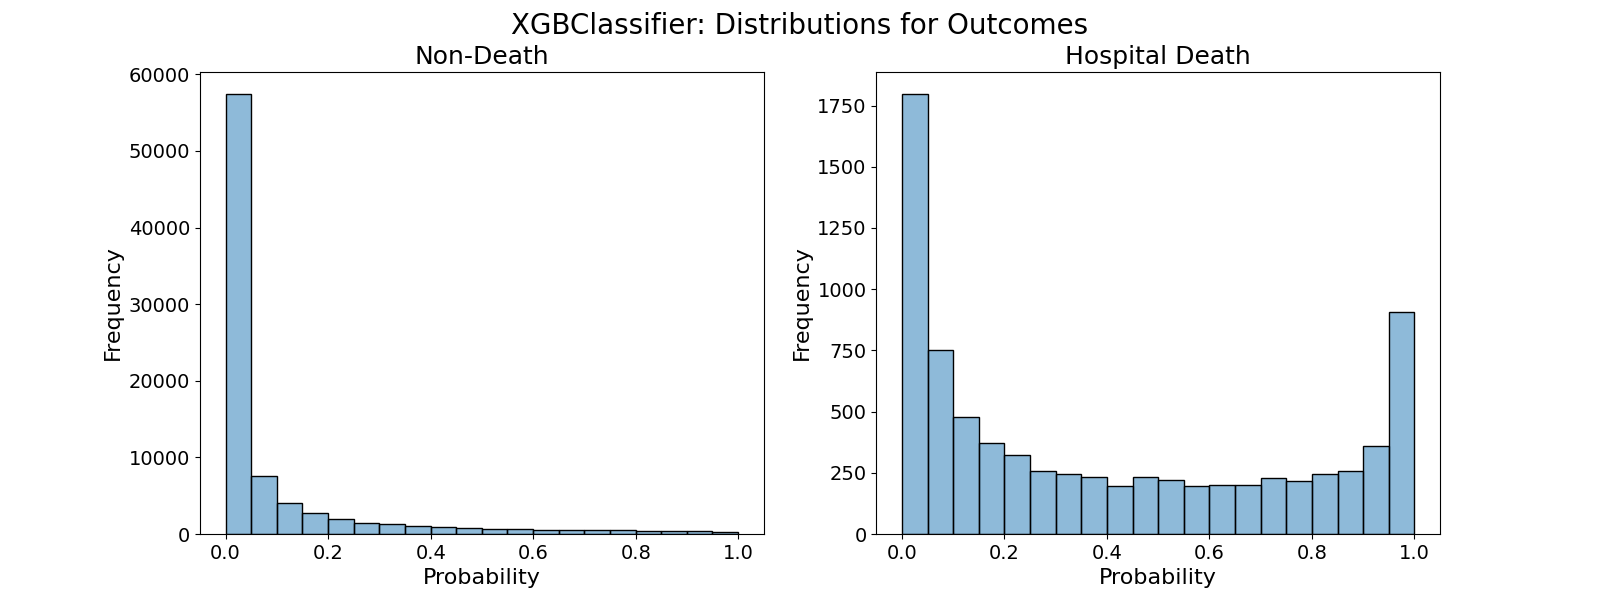 XGBClassifier: Distributions for Outcomes
Non-Death
60000
50000
40000
30000
20000
10000
0
Frequency
0.0 0.2 0.4 0.6 0.8 1.0
Probability
Hospital Death
1750
1500
1250
1000
750
500
250
0
Frequency
0.0 0.2 0.4 0.6 0.8 1.0
Probability